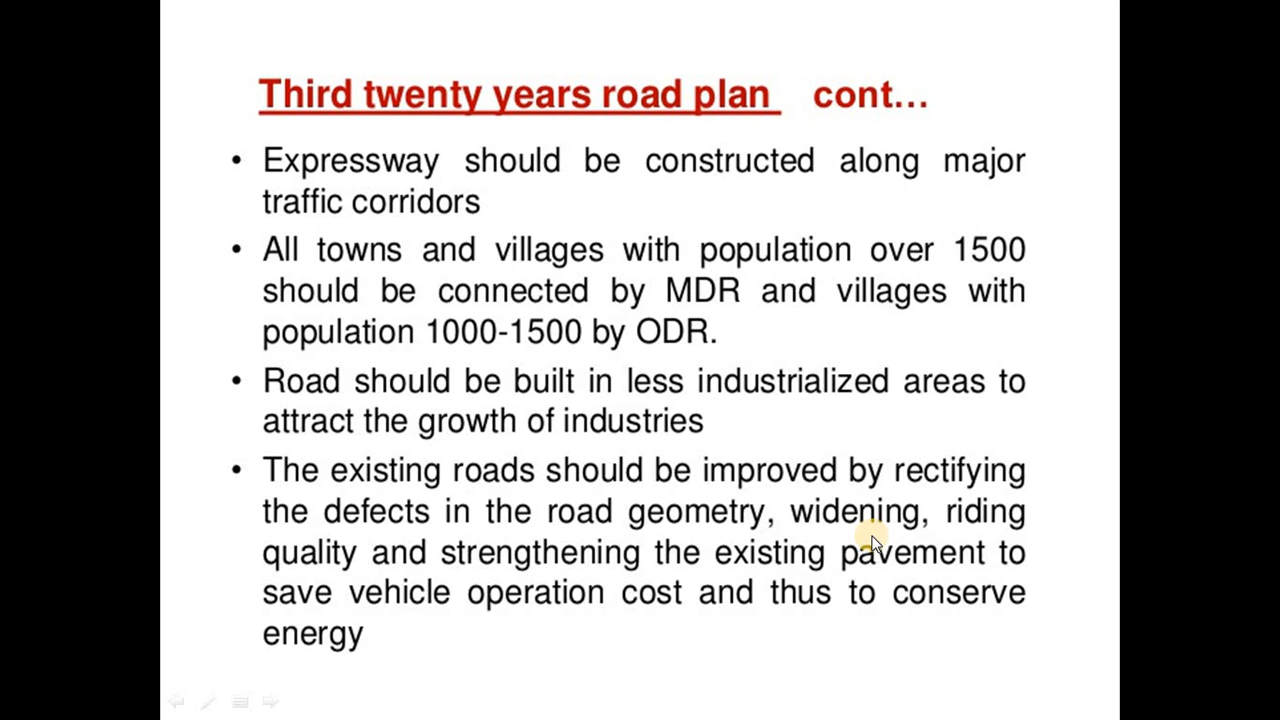 Third twenty years road plan cont...
• Expressway should be constructed along major
traffic corridors
• All towns and villages with population over 1500
should be connected by MDR and villages with
population 1000-1500 by ODR.
• Road should be built in less industrialized areas to
attract the growth of industries
• The existing roads should be improved by rectifying
the defects in the road geometry, widening, riding
quality and strengthening the existing pavement to
save vehicle operation cost and thus to conserve
energy